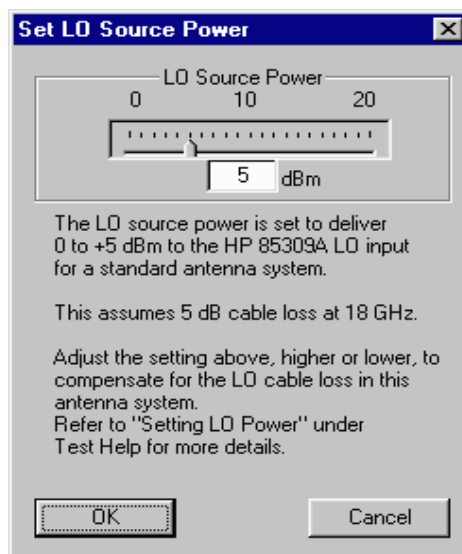 Set LO Source Power
LO Source Power
0 10 20
5 dBm
The LO source power is set to deliver
0 to +5 dBm to the HP 85309A LO input
for a standard antenna system.
This assumes 5 dB cable loss at 18 GHz.
Adjust the setting above, higher or lower, to
compensate for the LO cable loss in this
antenna system.
Refer to "Setting LO Power" under
Test Help for more details.
OK Cancel